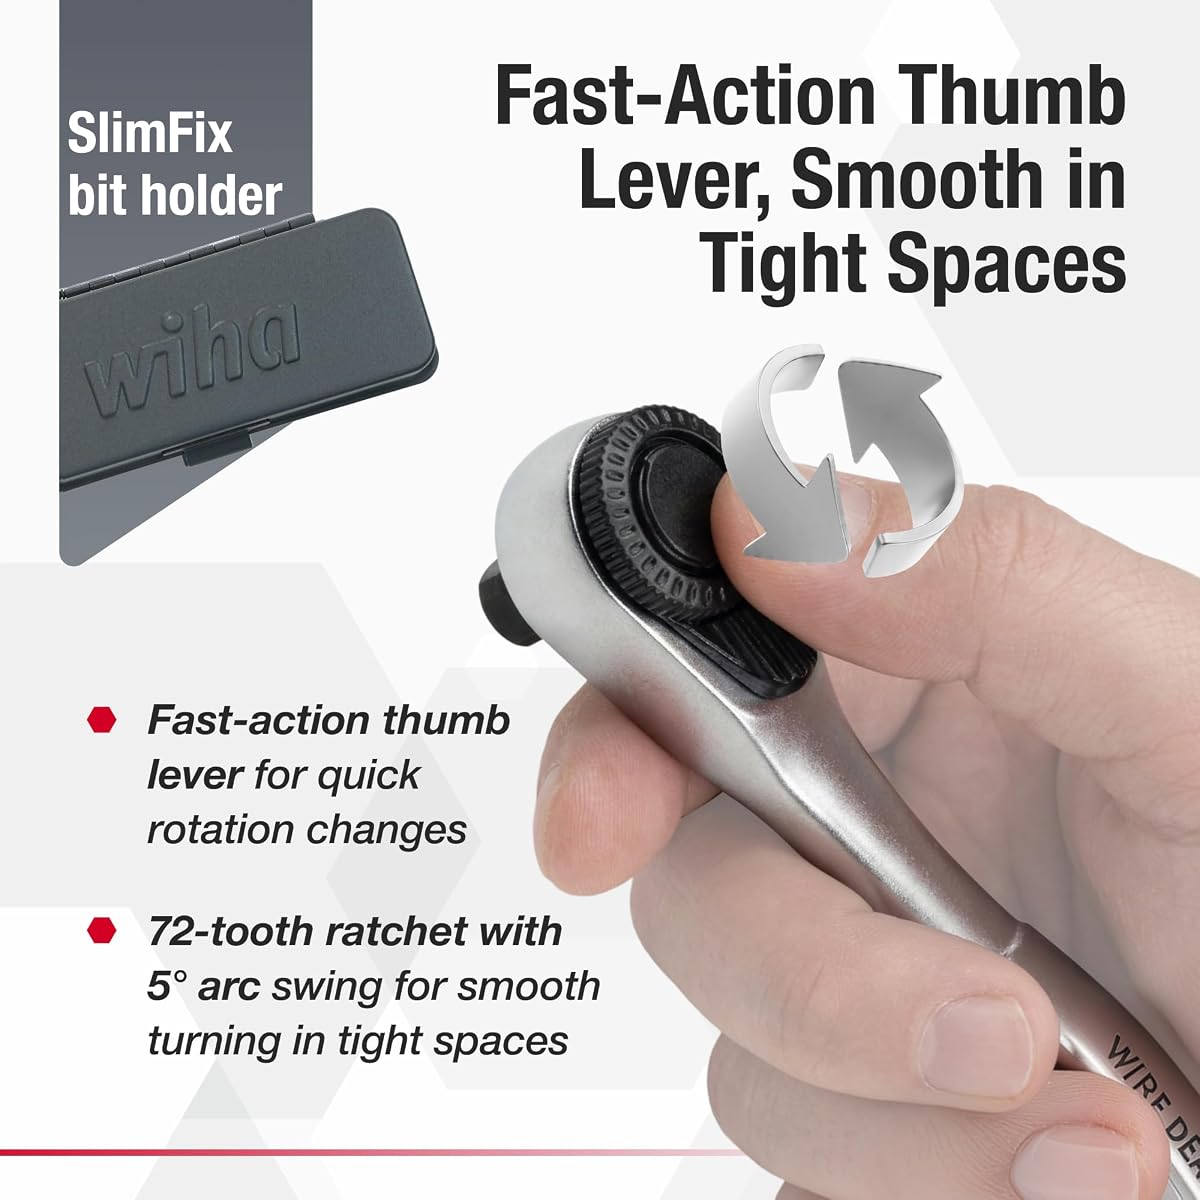 SlimFix
bit holder
wiha
Fast-Action Thumb
Lever, Smooth in
Tight Spaces
Fast-action thumb
lever for quick
rotation changes
72-tooth ratchet with
5° arc swing for smooth
turning in tight spaces
WIRE